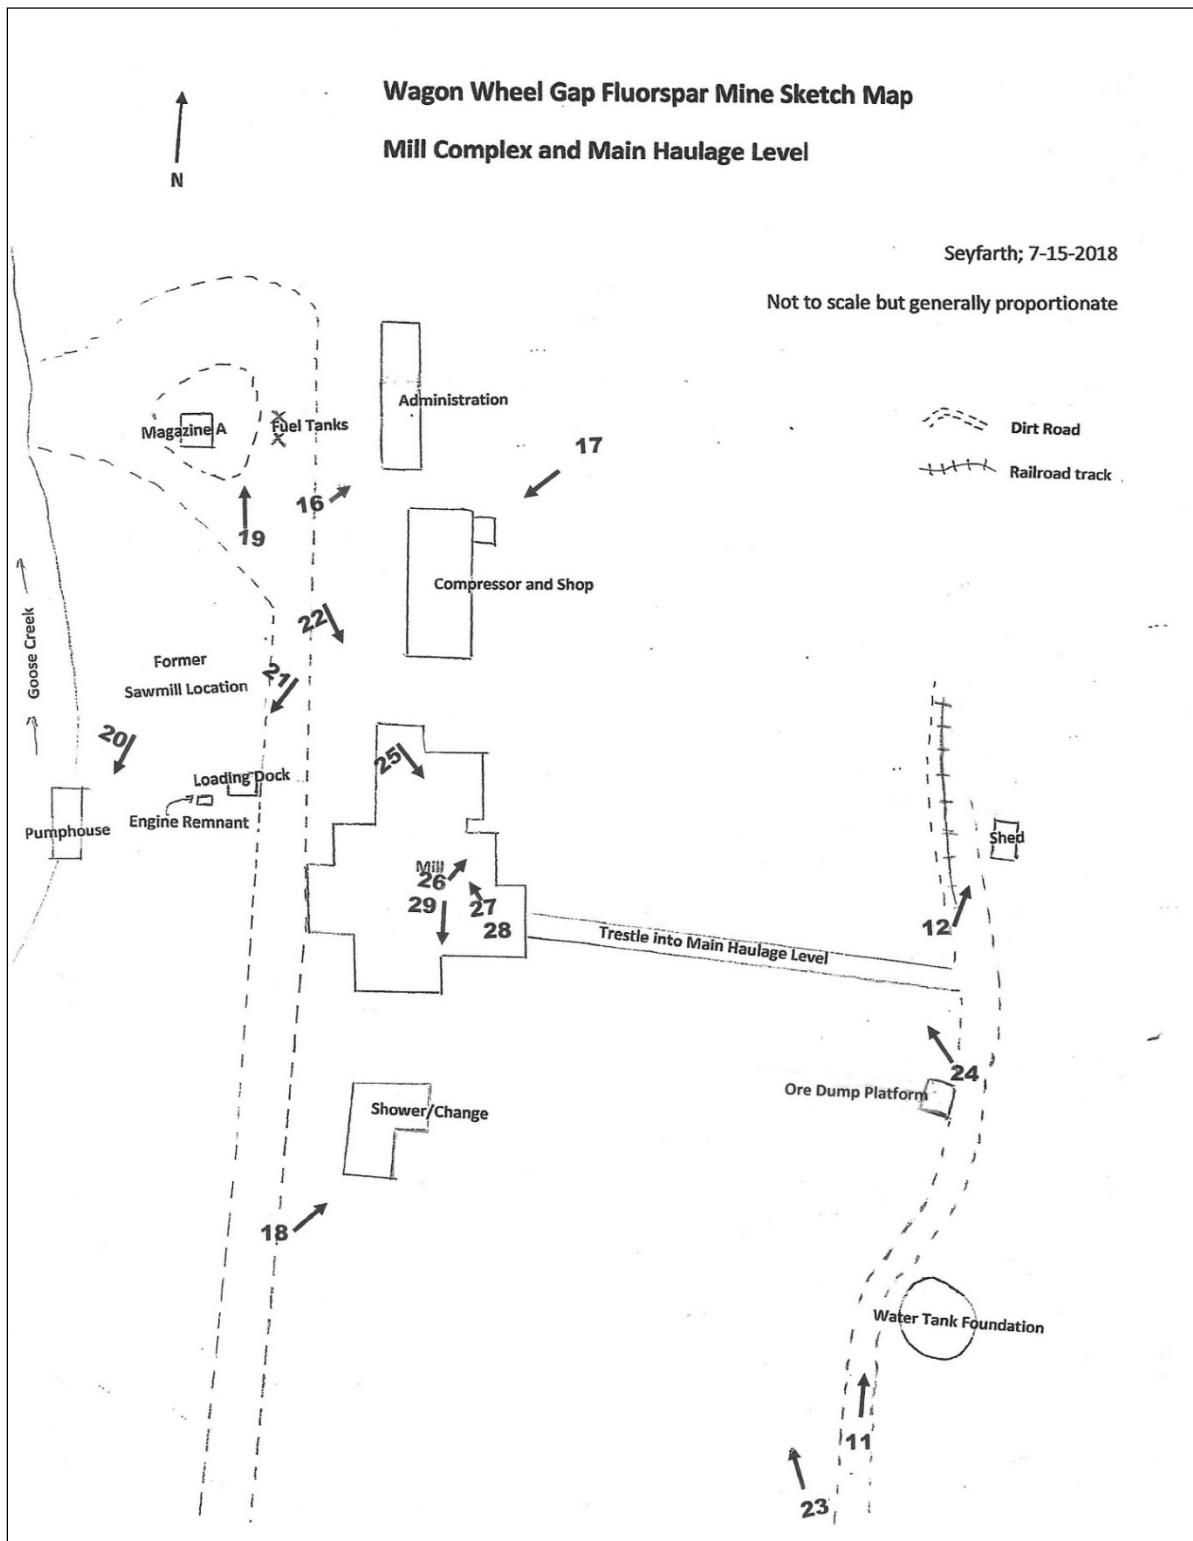 Wagon Wheel Gap Fluorspar Mine Sketch Map
Mill Complex and Main Haulage Level
N
Seyfarth; 7-15-2018
Not to scale but generally proportionate
Administration
Magazine A
Fuel Tanks
17
Dirt Road
Railroad track
16
19
Compressor and Shop
Goose Creek
22
Former
Sawmill Location
21
20
25
Loading Dock
Engine Remnant
Pumphouse
Shed
Mill
26
29
27
28
12
Trestle into Main Haulage Level
24
Ore Dump Platform
Shower/Change
18
Water Tank Foundation
11
23